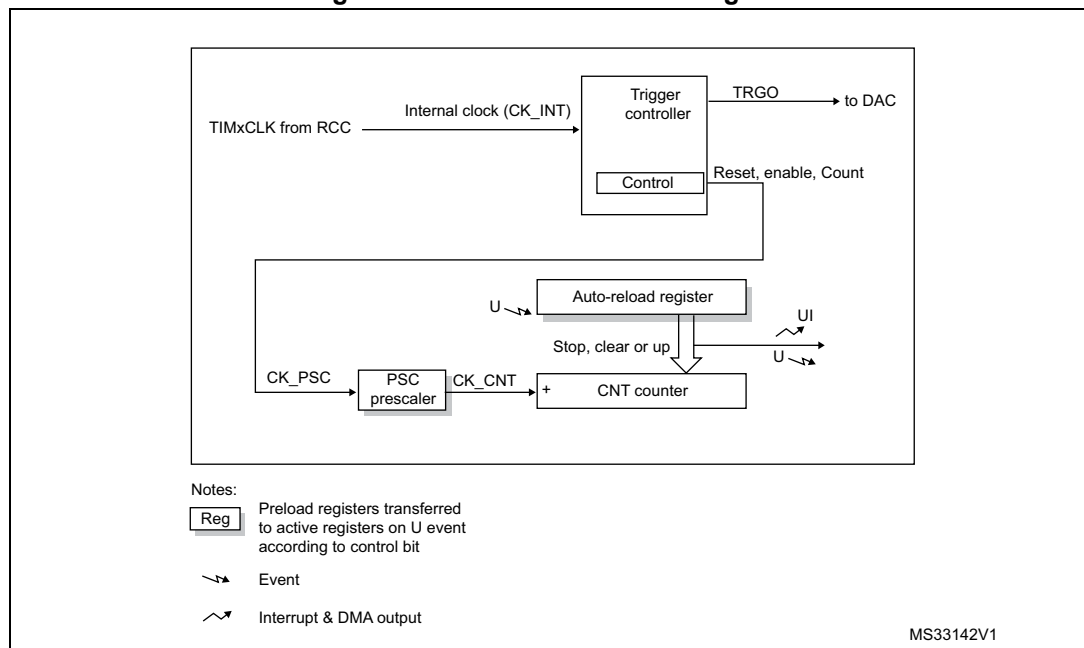 Trigger
controller
TRGO
to DAC
Internal clock (CK_INT)
TIMxCLK from RCC
Control
Reset, enable, Count
U
Auto-reload register
UI
Stop, clear or up
U
CK_PSC
PSC
prescaler
CK_CNT
+
CNT counter
Notes:
Reg
Preload registers transferred
to active registers on U event
according to control bit
Event
Interrupt & DMA output
MS33142V1